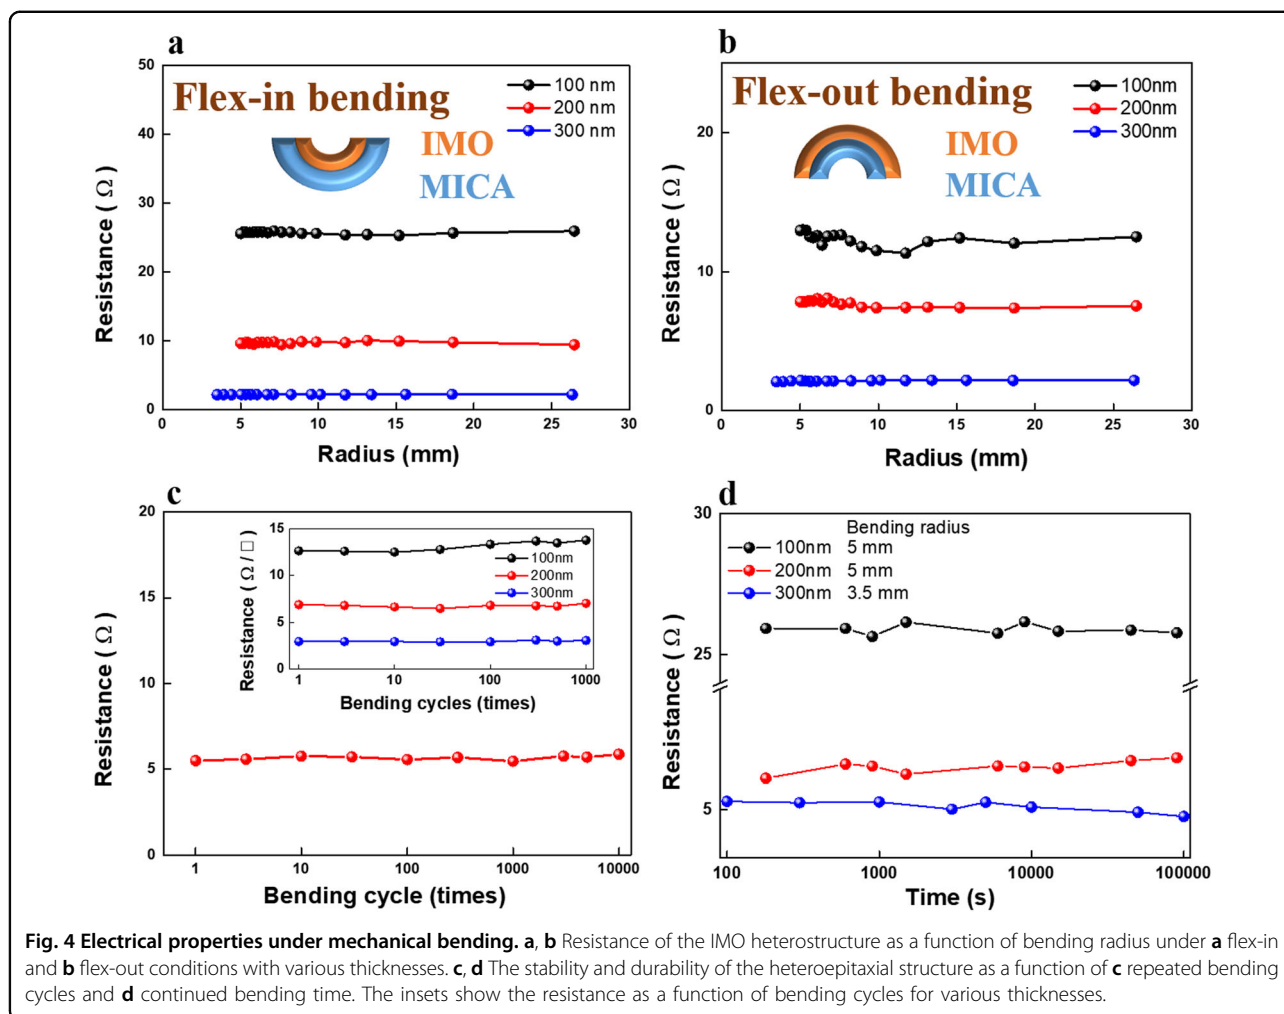 a
50
40
30
20
10
0
Resistance ( Ω )
Flex-in bending
IMO
MICA
100 nm
200 nm
300 nm
0 5 10 15 20 25 30
Radius (mm)
b
20
10
0
Resistance ( Ω )
Flex-out bending
IMO
MICA
100nm
200nm
300nm
0 5 10 15 20 25 30
Radius (mm)
c
20
15
10
5
0
Resistance ( Ω )
15
10
5
0
Resistance ( Ω / □ )
100nm
200nm
300nm
1 10 100 1000
Bending cycles (times)
1 10 100 1000 10000
Bending cycle (times)
d
30
25
5
Resistance ( Ω )
Bending radius
100nm 5 mm
200nm 5 mm
300nm 3.5 mm
100 1000 10000 100000
Time (s)
Fig. 4 Electrical properties under mechanical bending. a, b Resistance of the IMO heterostructure as a function of bending radius under a flex-in
and b flex-out conditions with various thicknesses. c, d The stability and durability of the heteroepitaxial structure as a function of c repeated bending
cycles and d continued bending time. The insets show the resistance as a function of bending cycles for various thicknesses.